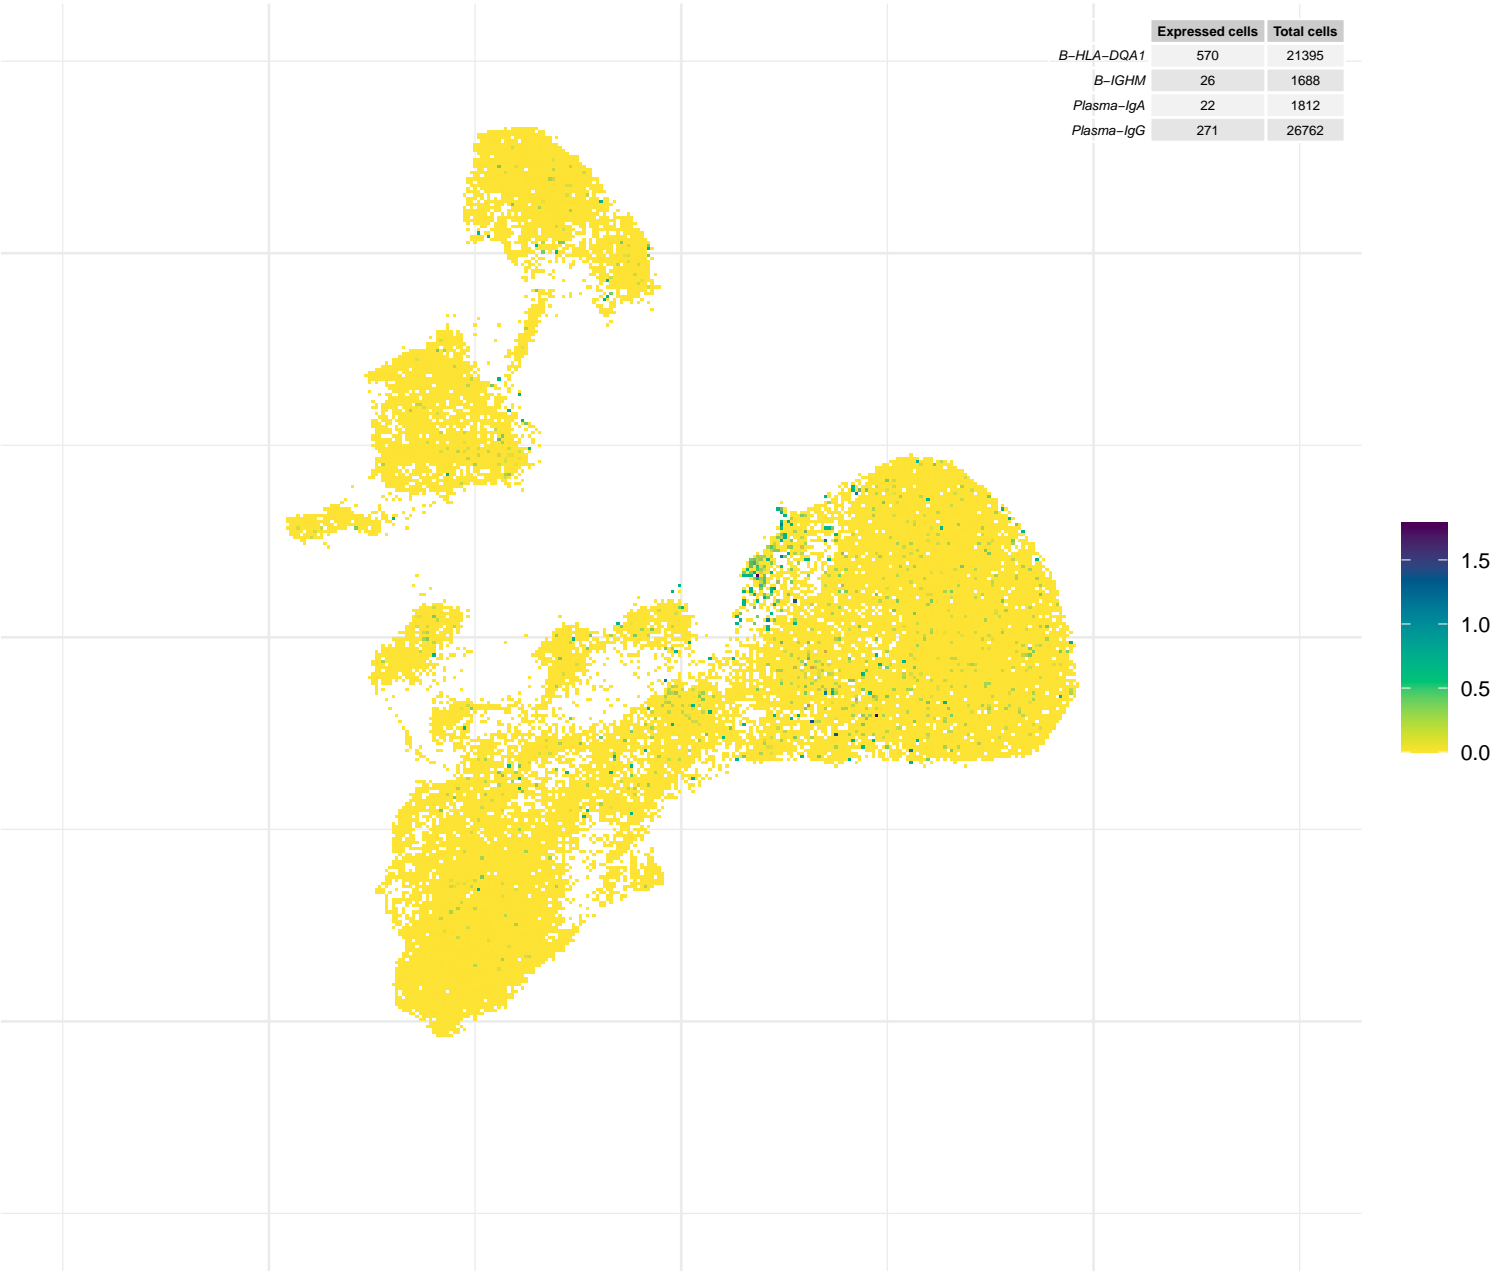 Expressed cells Total cells
B−HLA−DQA1 570 21395
B−IGHM 26 1688
Plasma−IgA 22 1812
Plasma−IgG 271 26762
1.5
1.0
0.5
0.0